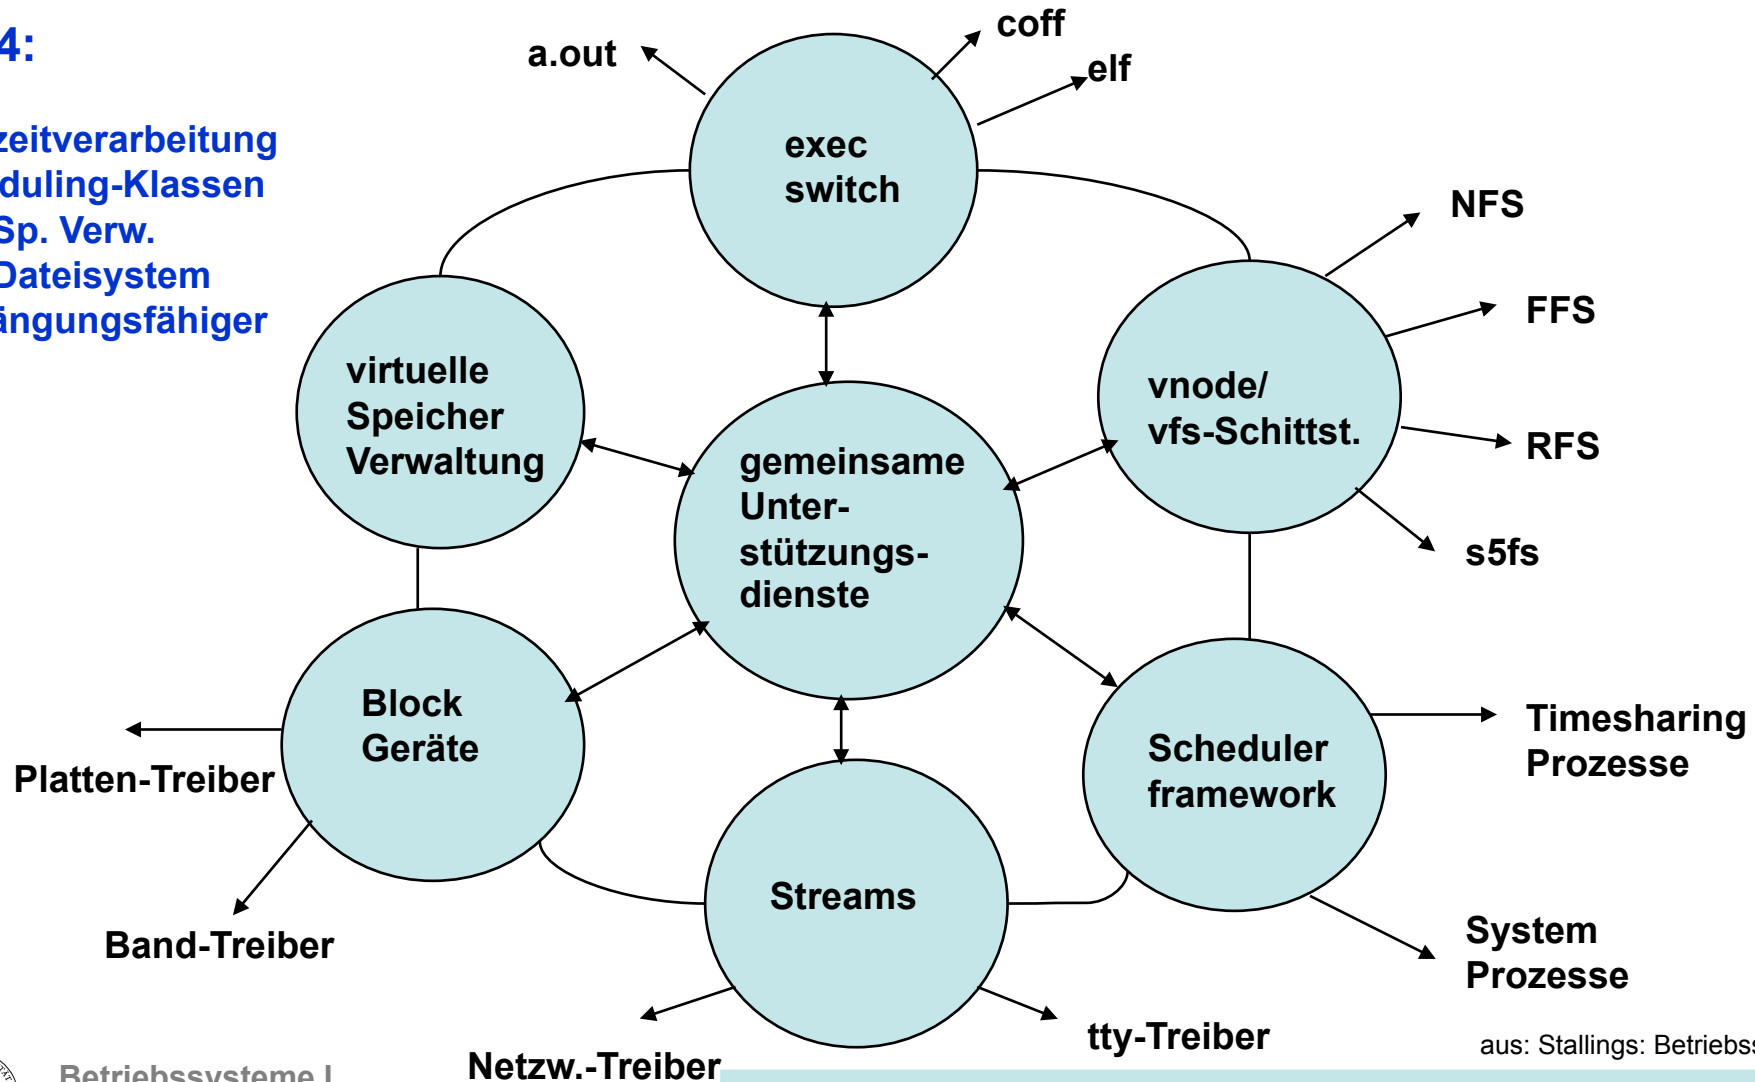 4:
zeitverarbeitung
duling-Klassen
Sp. Verw.
Dateisystem
ängungsfähiger
a.out
coff
elf
exec
switch
NFS
FFS
RFS
s5fs
virtuelle
Speicher
Verwaltung
vnode/
vfs-Schittst.
gemeinsame
Unter-
stützungs-
dienste
Block
Geräte
Platten-Treiber
Band-Treiber
Scheduler
framework
Timesharing
Prozesse
System
Prozesse
Streams
Netzw.-Treiber
tty-Treiber
aus: Stallings: Betriebss
Betriebssysteme I